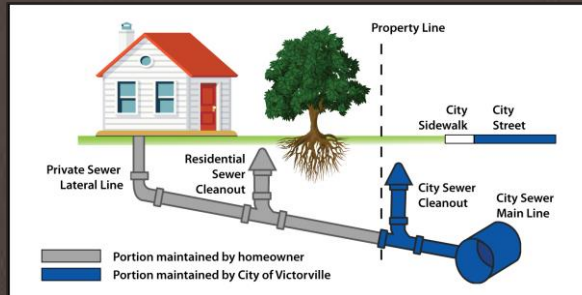 Property Line
City
Sidewalk
City
Street
Private Sewer
Lateral Line
Residential
Sewer
Cleanout
City Sewer
Cleanout
City Sewer
Main Line
Portion maintained by homeowner
Portion maintained by City of Victorville